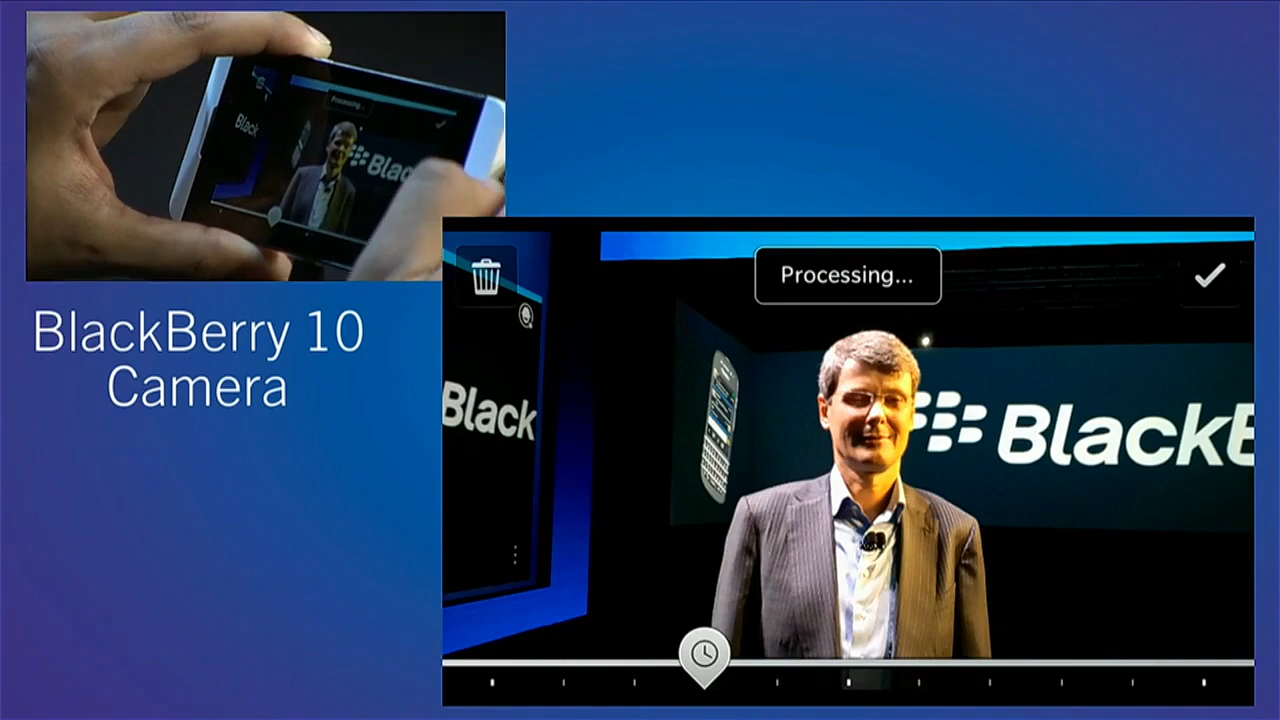 Processing...
Black
Blac
BlackBerry 10
Camera
Processing...
Black
BlackB